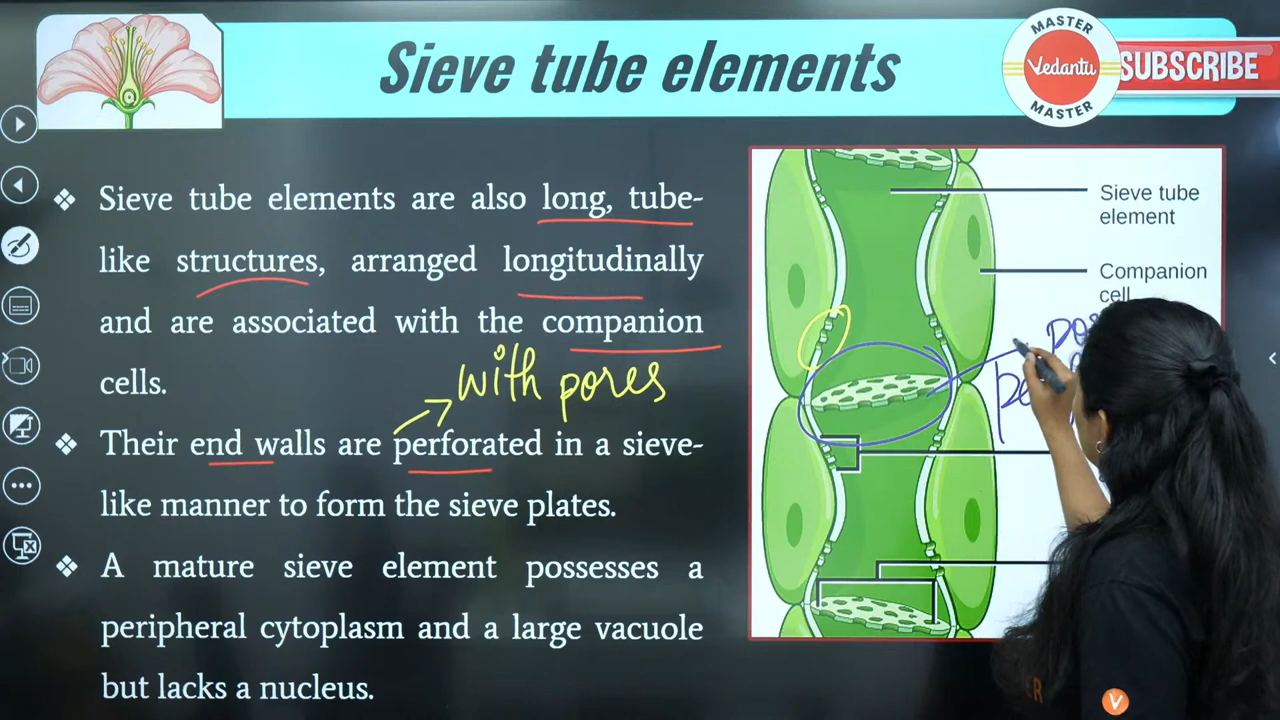 Sieve tube elements
MASTER
Vedantu
MASTER
SUBSCRIBE
❖ Sieve tube elements are also long, tube-
like structures, arranged longitudinally
and are associated with the companion
cells.
with pores
❖ Their end walls are perforated in a sieve-
like manner to form the sieve plates.
❖ A mature sieve element possesses a
peripheral cytoplasm and a large vacuole
but lacks a nucleus.
Sieve tube
element
Companion
cell
V